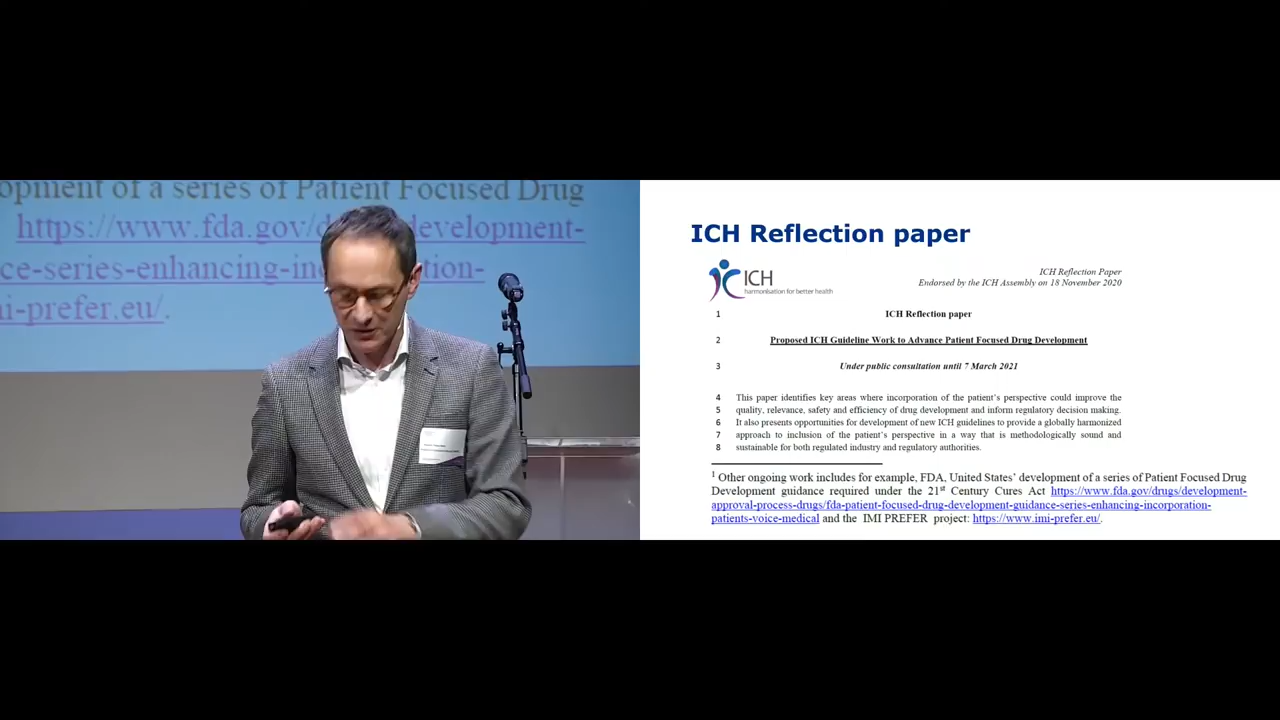 opment of a series of Patient Focused Drug
https://www.fda.gov/d development-
ce-series-enhancing-inc ation-
mi-prefer.eu/.
ICH Reflection paper
ICH
harmonisation for better health
ICH Reflection Paper
Endorsed by the ICH Assembly on 18 November 2020
1 ICH Reflection paper
2 Proposed ICH Guideline Work to Advance Patient Focused Drug Development
3 Under public consultation until 7 March 2021
4 This paper identifies key areas where incorporation of the patient's perspective could improve the
5 quality, relevance, safety and efficiency of drug development and inform regulatory decision making.
6 It also presents opportunities for development of new ICH guidelines to provide a globally harmonized
7 approach to inclusion of the patient's perspective in a way that is methodologically sound and
8 sustainable for both regulated industry and regulatory authorities.
1 Other ongoing work includes for example, FDA, United States' development of a series of Patient Focused Drug
Development guidance required under the 21st Century Cures Act https://www.fda.gov/drugs/development-
approval-process-drugs/fda-patient-focused-drug-development-guidance-series-enhancing-incorporation-
patients-voice-medical and the IMI PREFER project: https://www.imi-prefer.eu/.